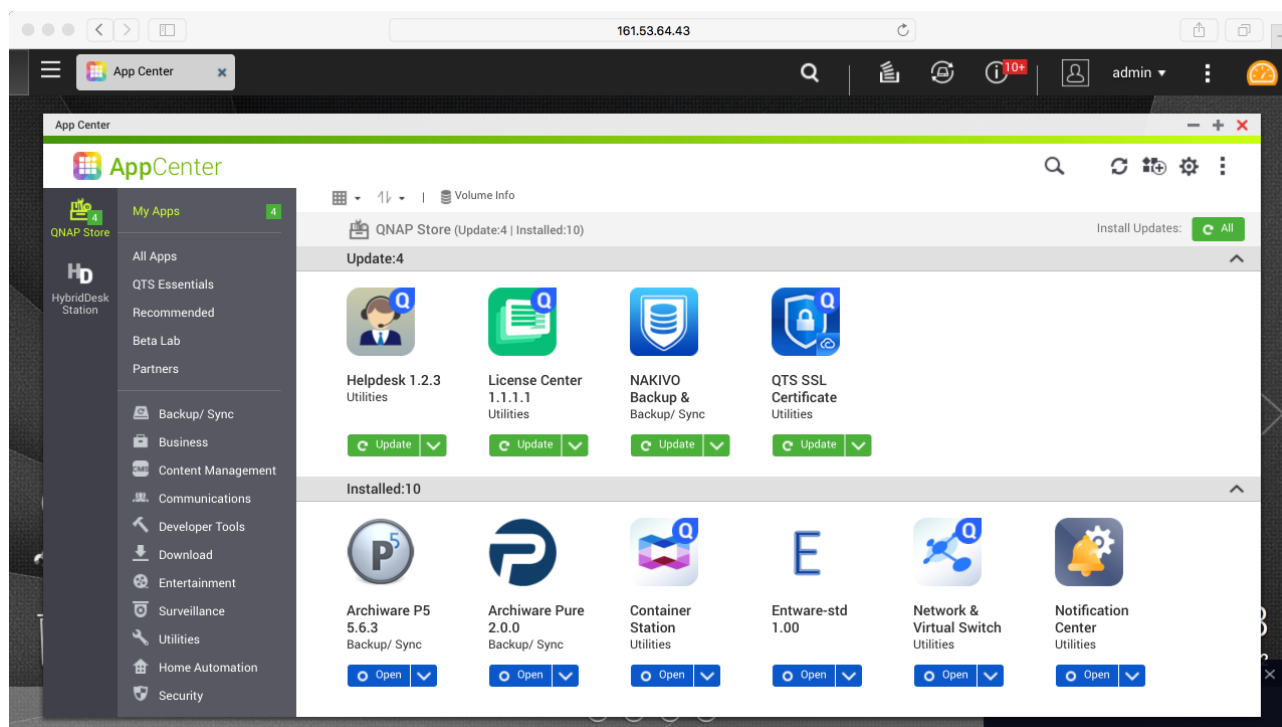 161.53.64.43
App Center
10+
admin
App Center
AppCenter
Volume Info
4
QNAP Store
HD
HybridDesk
Station
My Apps 4
All Apps
QTS Essentials
Recommended
Beta Lab
Partners
Backup/ Sync
Business
CMS Content Management
Communications
Developer Tools
Download
Entertainment
Surveillance
Utilities
Home Automation
Security
QNAP Store (Update:4 | Installed:10)
Install Updates: All
Update:4
Q Q Q
Helpdesk 1.2.3
Utilities
Update
License Center
1.1.1.1
Utilities
Update
NAKIVO
Backup &
Backup/ Sync
Update
QTS SSL
Certificate
Utilities
Update
Installed:10
P5 Q E Q
Archiware P5
5.6.3
Backup/ Sync
Open
Archiware Pure
2.0.0
Backup/ Sync
Open
Container
Station
Utilities
Open
Entware-std
1.00
Open
Network &
Virtual Switch
Utilities
Open
Notification
Center
Utilities
Open